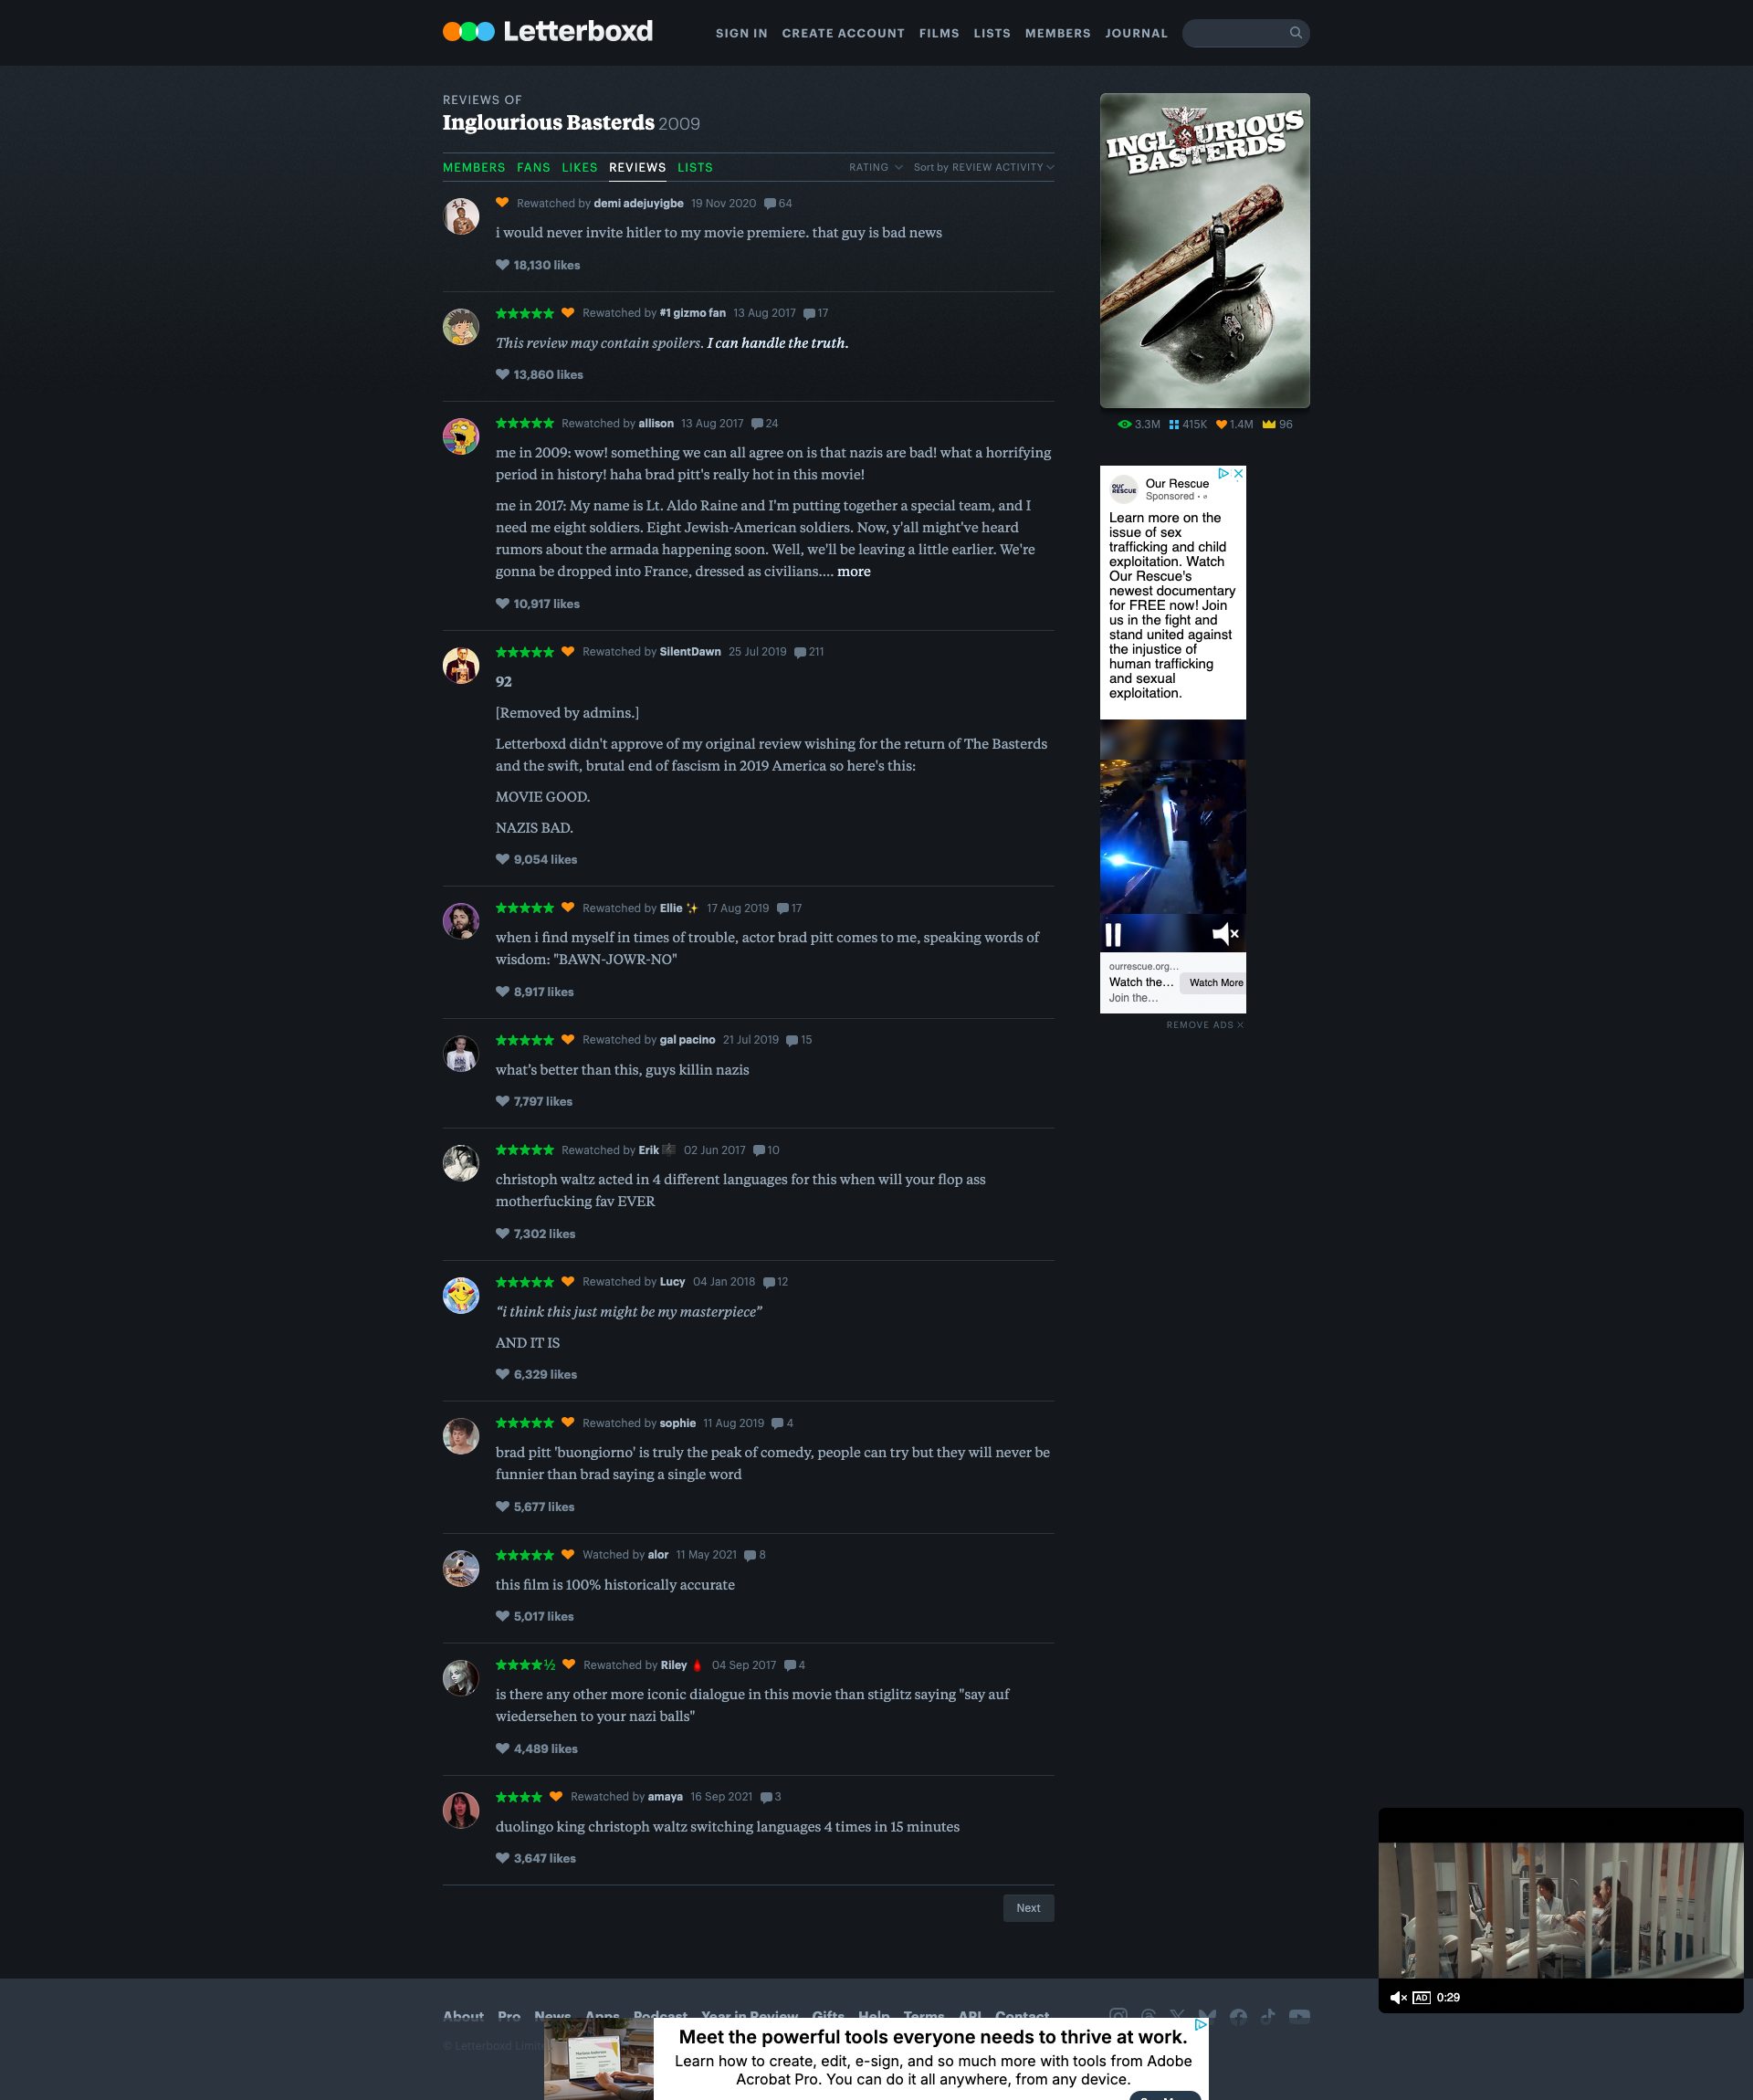 Letterboxd
SIGN IN CREATE ACCOUNT FILMS LISTS MEMBERS JOURNAL
REVIEWS OF
Inglourious Basterds 2009
MEMBERS FANS LIKES REVIEWS LISTS
RATING Sort by REVIEW ACTIVITY
Rewatched by demi adejuyigbe 19 Nov 2020 64
i would never invite hitler to my movie premiere. that guy is bad news
18,130 likes
★★★★★ Rewatched by #1 gizmo fan 13 Aug 2017 17
This review may contain spoilers. I can handle the truth.
13,860 likes
★★★★★ Rewatched by allison 13 Aug 2017 24
me in 2009: wow! something we can all agree on is that nazis are bad! what a horrifying
period in history! haha brad pitt's really hot in this movie!
me in 2017: My name is Lt. Aldo Raine and I'm putting together a special team, and I
need me eight soldiers. Eight Jewish-American soldiers. Now, y'all might've heard
rumors about the armada happening soon. Well, we'll be leaving a little earlier. We're
gonna be dropped into France, dressed as civilians.... more
10,917 likes
★★★★★ Rewatched by SilentDawn 25 Jul 2019 211
92
[Removed by admins.]
Letterboxd didn't approve of my original review wishing for the return of The Basterds
and the swift, brutal end of fascism in 2019 America so here's this:
MOVIE GOOD.
NAZIS BAD.
9,054 likes
★★★★★ Rewatched by Ellie ✨ 17 Aug 2019 17
when i find myself in times of trouble, actor brad pitt comes to me, speaking words of
wisdom: "BAWN-JOWR-NO"
8,917 likes
★★★★★ Rewatched by gal pacino 21 Jul 2019 15
what's better than this, guys killin nazis
7,797 likes
★★★★★ Rewatched by Erik 02 Jun 2017 10
christoph waltz acted in 4 different languages for this when will your flop ass
motherfucking fav EVER
7,302 likes
★★★★★ Rewatched by Lucy 04 Jan 2018 12
“i think this just might be my masterpiece”
AND IT IS
6,329 likes
★★★★★ Rewatched by sophie 11 Aug 2019 4
brad pitt 'buongiorno' is truly the peak of comedy, people can try but they will never be
funnier than brad saying a single word
5,677 likes
★★★★★ Watched by alor 11 May 2021 8
this film is 100% historically accurate
5,017 likes
★★★★½ Rewatched by Riley 🩸 04 Sep 2017 4
is there any other more iconic dialogue in this movie than stiglitz saying "say auf
wiedersehen to your nazi balls"
4,489 likes
★★★★ Rewatched by amaya 16 Sep 2021 3
duolingo king christoph waltz switching languages 4 times in 15 minutes
3,647 likes
Next
INGLOURIOUS
BASTERDS
3.3M 415K 1.4M 96
OUR
RESCUE
Our Rescue
Sponsored •
Learn more on the
issue of sex
trafficking and child
exploitation. Watch
Our Rescue's
newest documentary
for FREE now! Join
us in the fight and
stand united against
the injustice of
human trafficking
and sexual
exploitation.
ourrescue.org...
Watch the... Watch More
Join the...
REMOVE ADS
AD 0:29
About Pro News Apps Podcast Year in Review Gifts Help Terms API Contact
© Letterboxd
Meet the powerful tools everyone needs to thrive at work.
Learn how to create, edit, e-sign, and so much more with tools from Adobe
Acrobat Pro. You can do it all anywhere, from any device.